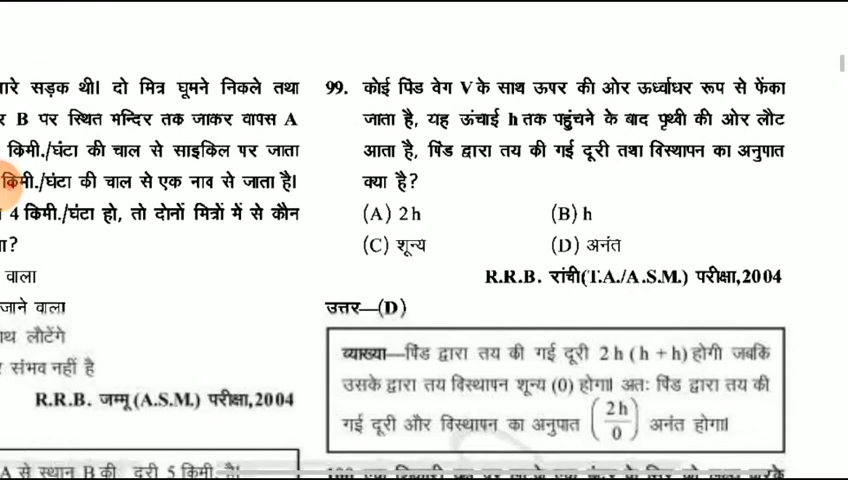 ारे सड़क थी। दो मित्र घूमने निकले तथा
र B पर स्थित मन्दिर तक जाकर वापस A
किमी./घंटा की चाल से साइकिल पर जाता
किमी./घंटा की चाल से एक नाव से जाता है।
4 किमी./घंटा हो, तो दोनों मित्रों में से कौन
ा?
वाला
जाने वाला
ाथ लौटेंगे
र संभव नहीं है
R.R.B. जम्मू (A.S.M.) परीक्षा,2004
A से स्थान B की दूरी 5 किमी. है।
99. कोई पिंड वेग V के साथ ऊपर की ओर ऊर्ध्वाधर रूप से फेंका
जाता है, यह ऊंचाई h तक पहुंचने के बाद पृथ्वी की ओर लौट
आता है, पिंड द्वारा तय की गई दूरी तथा विस्थापन का अनुपात
क्या है?
(A) 2h (B) h
(C) शून्य (D) अनंत
R.R.B. रांची(T.A./A.S.M.) परीक्षा,2004
उत्तर—(D)
व्याख्या—पिंड द्वारा तय की गई दूरी 2h (h + h) होगी जबकि
उसके द्वारा तय विस्थापन शून्य (0) होगा। अतः पिंड द्वारा तय की
गई दूरी और विस्थापन का अनुपात (2h/0) अनंत होगा।